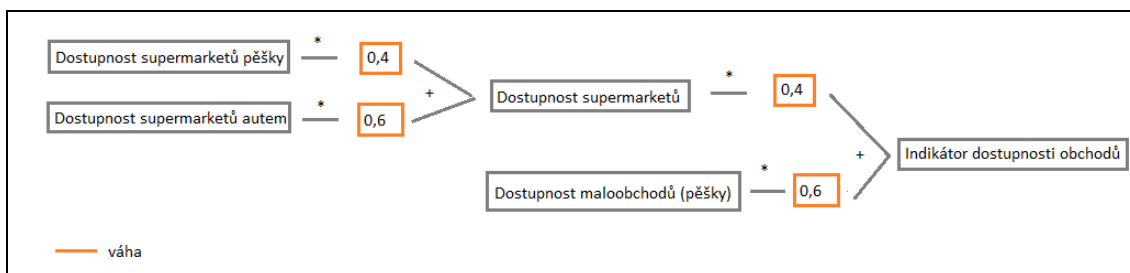 Dostupnost supermarketů pěšky * 0,4
Dostupnost supermarketů autem * 0,6
+
Dostupnost supermarketů * 0,4
Dostupnost maloobchodů (pěšky) * 0,6
+
Indikátor dostupnosti obchodů
váha